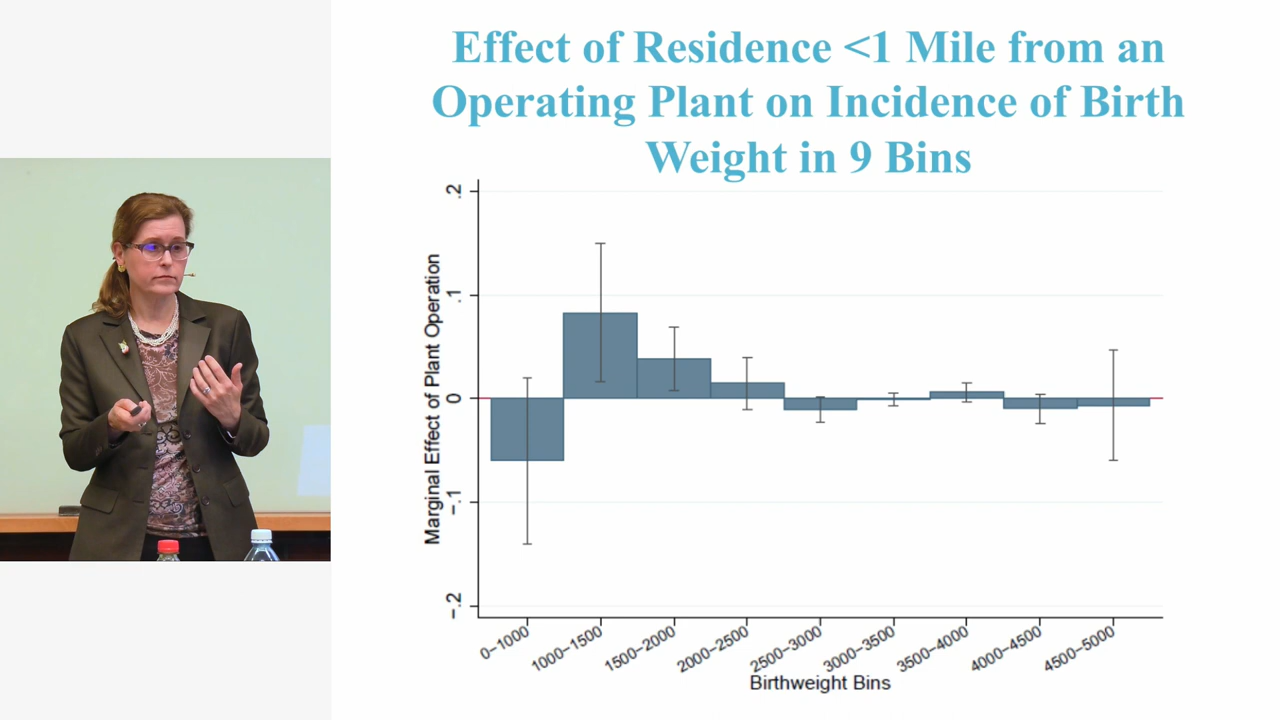 Effect of Residence <1 Mile from an
Operating Plant on Incidence of Birth
Weight in 9 Bins
Marginal Effect of Plant Operation
.2
.1
0
-.1
-.2
0-1000
1000-1500
1500-2000
2000-2500
2500-3000
3000-3500
3500-4000
4000-4500
4500-5000
Birthweight Bins